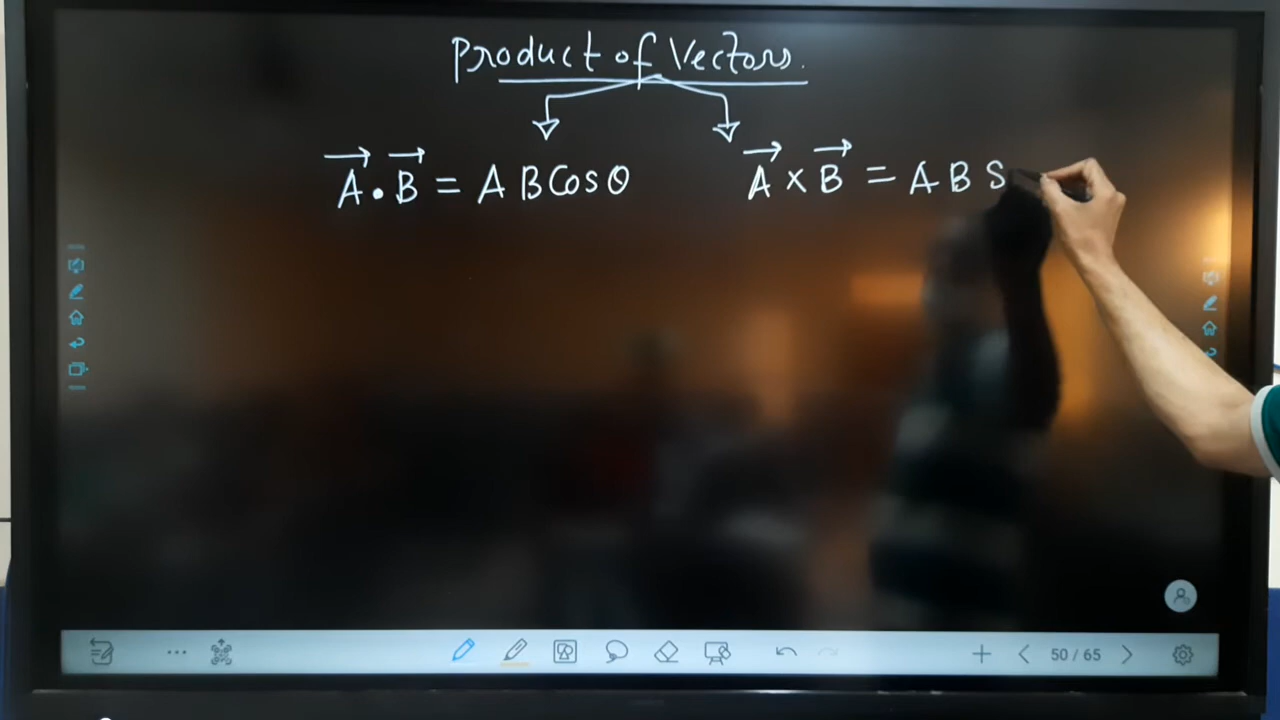 Product of Vectors.
A⃗ . B⃗ = A B Cos θ
A⃗ × B⃗ = A B S
50 / 65